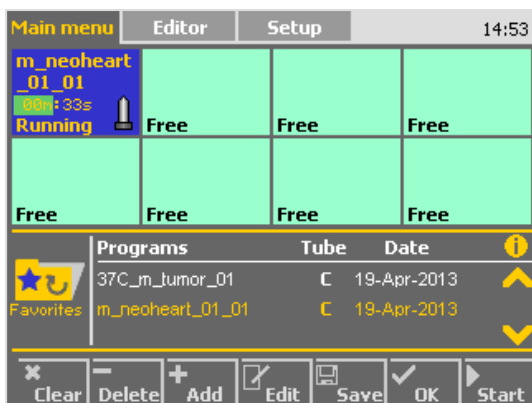 Main menu Editor Setup 14:53
m_neoheart
_01_01
00m:33s
Running Free Free Free
Free Free Free Free
Programs Tube Date i
37C_m_tumor_01 C 19-Apr-2013
Favorites m_neoheart_01_01 C 19-Apr-2013
Clear Delete Add Edit Save OK Start